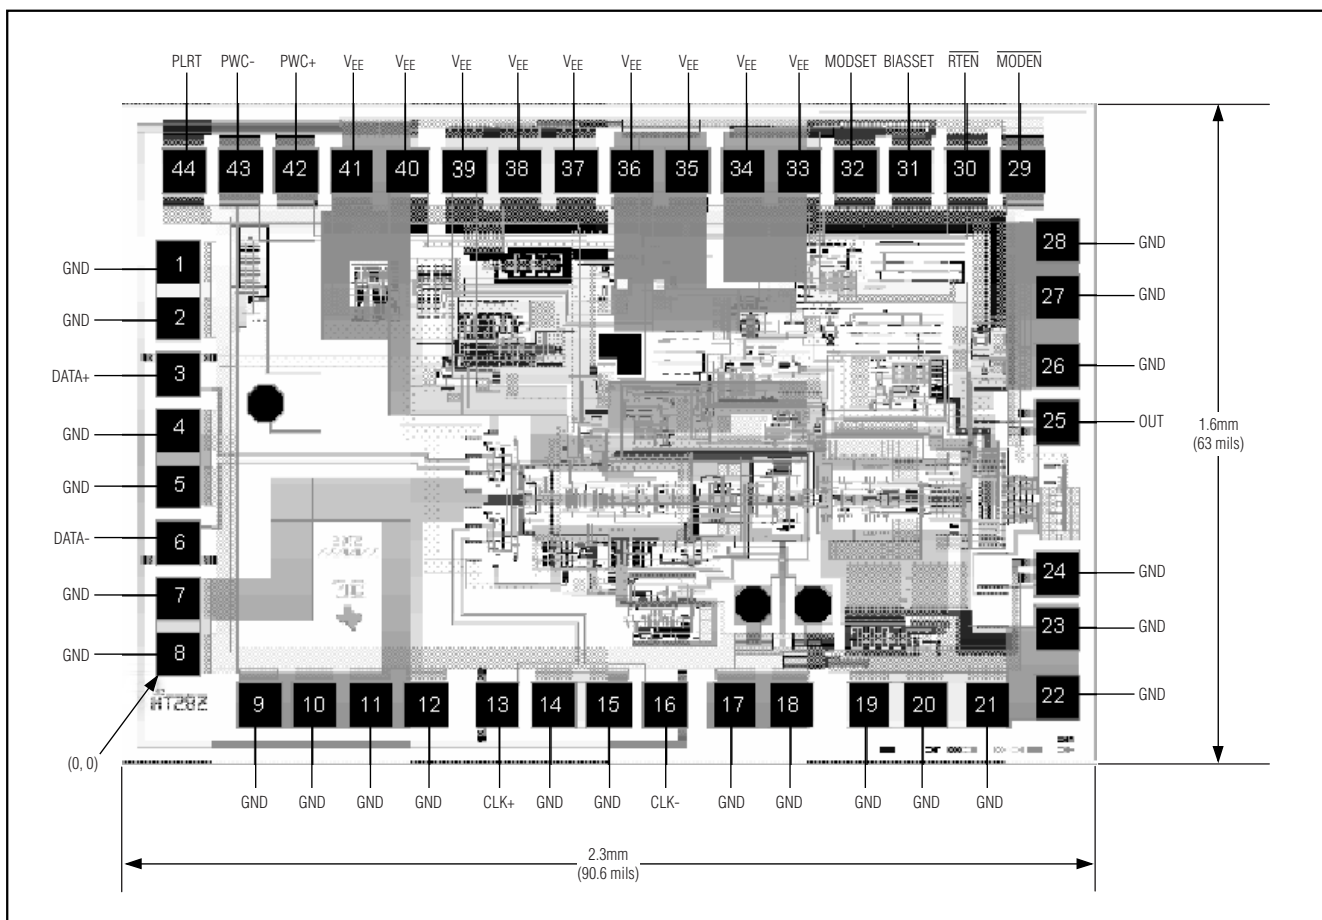 PLRT PWC- PWC+ VEE VEE VEE VEE VEE VEE VEE VEE VEE MODSET BIASSET RTEN MODEN
44 43 42 41 40 39 38 37 36 35 34 33 32 31 30 29
GND 1
GND 2
DATA+ 3
GND 4
GND 5
DATA- 6
GND 7
GND 8
28 GND
27 GND
26 GND
25 OUT
24 GND
23 GND
22 GND
1.6mm
(63 mils)
HT28Z
9 10 11 12 13 14 15 16 17 18 19 20 21
(0, 0)
GND GND GND GND CLK+ GND GND CLK- GND GND GND GND GND
2.3mm
(90.6 mils)